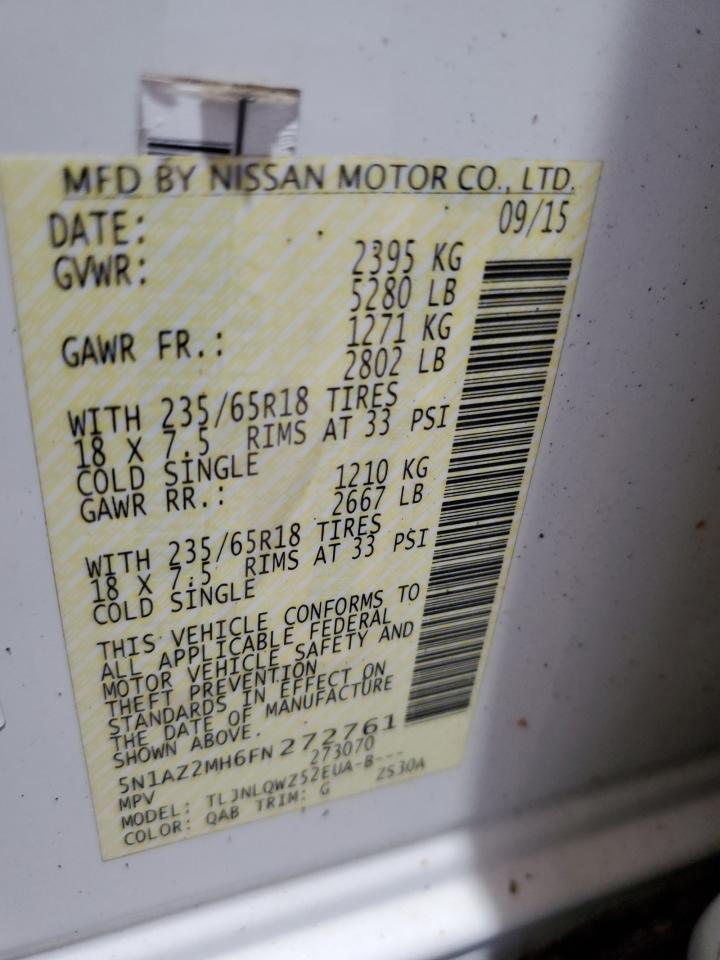 MFD BY NISSAN MOTOR CO., LTD.
DATE: 09/15
GVWR: 2395 KG
5280 LB
GAWR FR.: 1271 KG
2802 LB
WITH 235/65R18 TIRES
18 X 7.5 RIMS AT 33 PSI
COLD SINGLE
GAWR RR.: 1210 KG
2667 LB
WITH 235/65R18 TIRES
18 X 7.5 RIMS AT 33 PSI
COLD SINGLE
THIS VEHICLE CONFORMS TO
ALL APPLICABLE FEDERAL
MOTOR VEHICLE SAFETY AND
THEFT PREVENTION
STANDARDS IN EFFECT ON
THE DATE OF MANUFACTURE
SHOWN ABOVE.
5N1AZ2MH6FN272761
MPV 273070
MODEL: TLJNLQWZ52EUA-B---
COLOR: QAB TRIM: G ZS30A